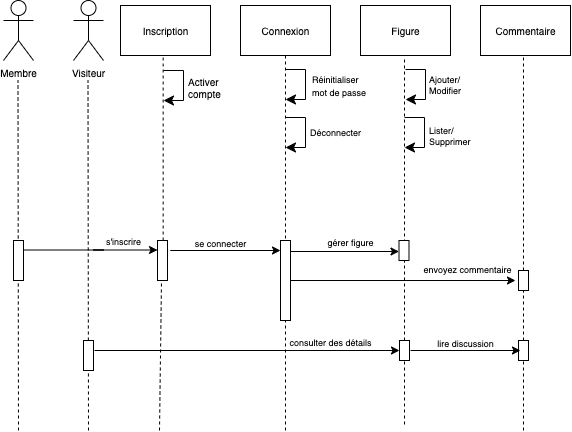 Inscription
Connexion
Figure
Commentaire
Membre
Visiteur
Activer
compte
Réinitialiser
mot de passe
Ajouter/
Modifier
Déconnecter
Lister/
Supprimer
s'inscrire
se connecter
gérer figure
envoyez commentaire
consulter des détails
lire discussion